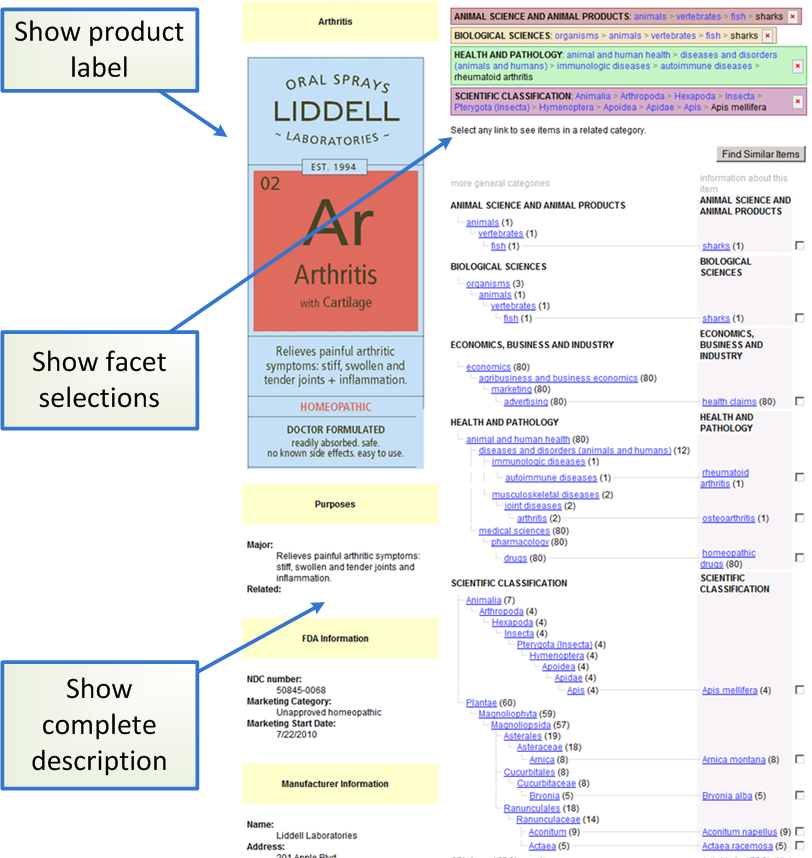 Show product
label
Show facet
selections
Show
complete
description
Arthritis
ORAL SPRAYS
LIDDELL
~ LABORATORIES ~
EST. 1994
02
Ar
Arthritis
with Cartilage
Relieves painful arthritic
symptoms: stiff, swollen and
tender joints + inflammation.
HOMEOPATHIC
DOCTOR FORMULATED
readily absorbed. safe.
no known side effects. easy to use.
Purposes
Major:
Relieves painful arthritic symptoms:
stiff, swollen and tender joints and
inflammation.
Related:
FDA Information
NDC number:
50845-0068
Marketing Category:
Unapproved homeopathic
Marketing Start Date:
7/22/2010
Manufacturer Information
Name:
Liddell Laboratories
Address:
201 Apple Blvd
ANIMAL SCIENCE AND ANIMAL PRODUCTS: animals > vertebrates > fish > sharks
BIOLOGICAL SCIENCES: organisms > animals > vertebrates > fish > sharks
HEALTH AND PATHOLOGY: animal and human health > diseases and disorders
(animals and humans) > immunologic diseases > autoimmune diseases >
rheumatoid arthritis
SCIENTIFIC CLASSIFICATION: Animalia > Arthropoda > Hexapoda > Insecta >
Pterygota (Insecta) > Hymenoptera > Apoidea > Apidae > Apis > Apis mellifera
Select any link to see items in a related category.
Find Similar Items
more general categories
information about this
item
ANIMAL SCIENCE AND ANIMAL PRODUCTS
ANIMAL SCIENCE AND
ANIMAL PRODUCTS
animals (1)
vertebrates (1)
fish (1) sharks (1)
BIOLOGICAL SCIENCES
BIOLOGICAL
SCIENCES
organisms (3)
animals (1)
vertebrates (1)
fish (1) sharks (1)
ECONOMICS, BUSINESS AND INDUSTRY
ECONOMICS,
BUSINESS AND
INDUSTRY
economics (80)
agribusiness and business economics (80)
marketing (80)
advertising (80) health claims (80)
HEALTH AND PATHOLOGY
HEALTH AND
PATHOLOGY
animal and human health (80)
diseases and disorders (animals and humans) (12)
immunologic diseases (1)
autoimmune diseases (1) rheumatoid
arthritis (1)
musculoskeletal diseases (2)
joint diseases (2)
arthritis (2) osteoarthritis (1)
medical sciences (80)
pharmacology (80)
drugs (80) homeopathic
drugs (80)
SCIENTIFIC CLASSIFICATION
SCIENTIFIC
CLASSIFICATION
Animalia (7)
Arthropoda (4)
Hexapoda (4)
Insecta (4)
Pterygota (Insecta) (4)
Hymenoptera (4)
Apoidea (4)
Apidae (4)
Apis (4) Apis mellifera (4)
Plantae (60)
Magnoliophyta (59)
Magnoliopsida (57)
Asterales (19)
Asteraceae (18)
Arnica (8) Arnica montana (8)
Cucurbitales (8)
Cucurbitaceae (8)
Bryonia (5) Bryonia alba (5)
Ranunculales (18)
Ranunculaceae (14)
Aconitum (9) Aconitum napellus (9)
Actaea (5) Actaea racemosa (5)